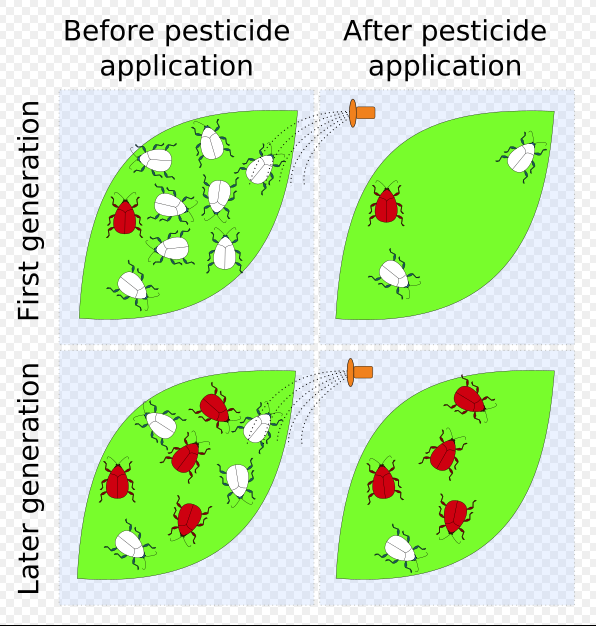 Before pesticide
application
After pesticide
application
First generation
Later generation